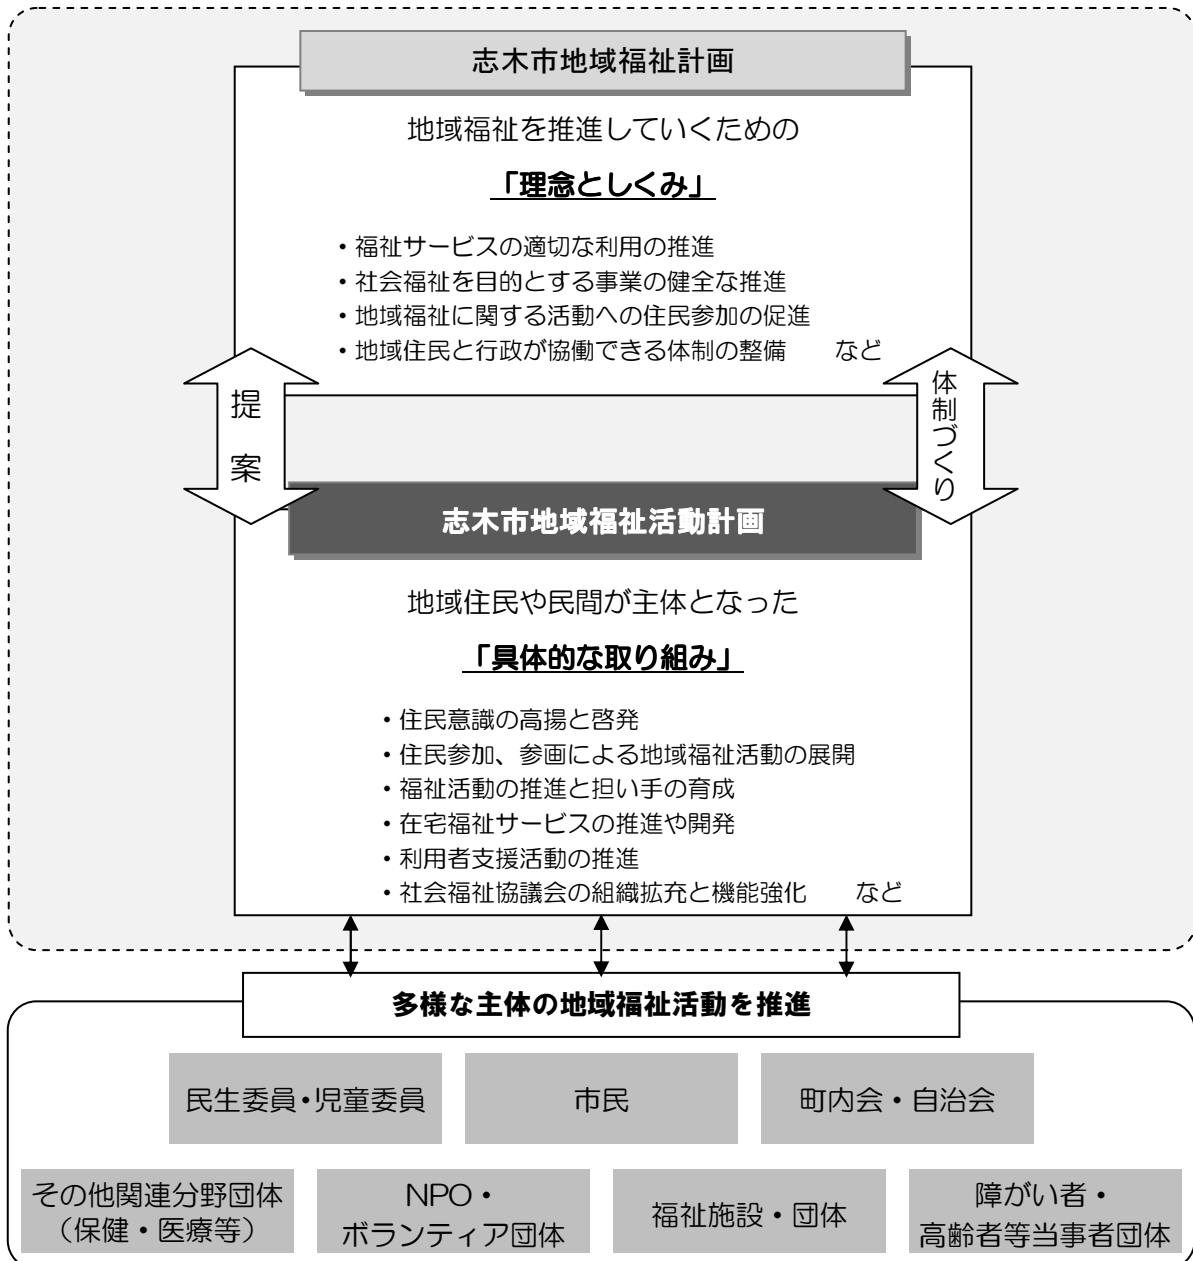 志木市地域福祉計画
地域福祉を推進していくための
「理念としくみ」
・福祉サービスの適切な利用の推進
・社会福祉を目的とする事業の健全な推進
・地域福祉に関する活動への住民参加の促進
・地域住民と行政が協働できる体制の整備　　など
提案
体制づくり
志木市地域福祉活動計画
地域住民や民間が主体となった
「具体的な取り組み」
・住民意識の高揚と啓発
・住民参加、参画による地域福祉活動の展開
・福祉活動の推進と担い手の育成
・在宅福祉サービスの推進や開発
・利用者支援活動の推進
・社会福祉協議会の組織拡充と機能強化　　など
多様な主体の地域福祉活動を推進
民生委員・児童委員
市民
町内会・自治会
その他関連分野団体
（保健・医療等）
NPO・
ボランティア団体
福祉施設・団体
障がい者・
高齢者等当事者団体